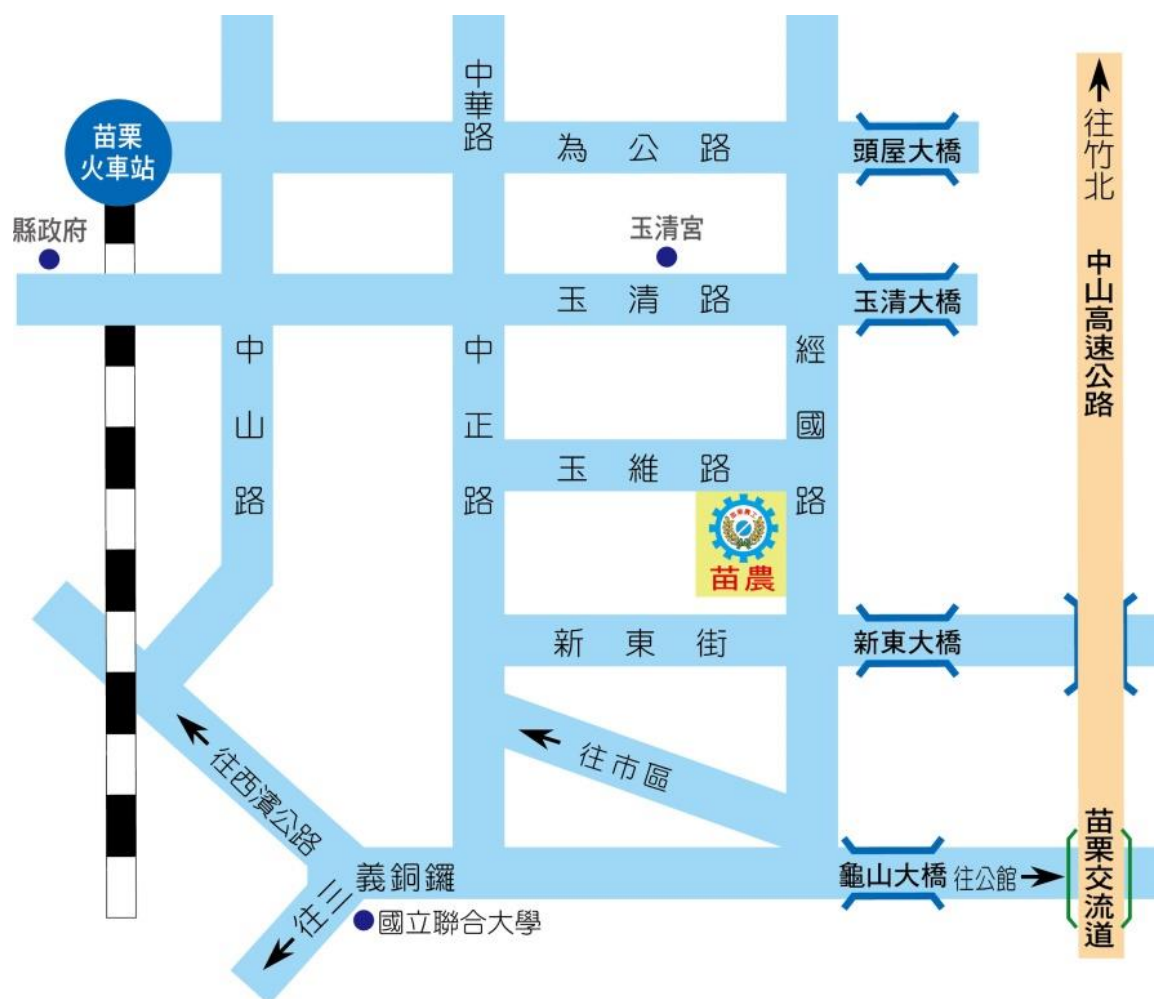 中華路
苗栗
火車站
為公路
頭屋大橋
往竹北
縣政府
玉清宮
玉清路
玉清大橋
中山高速公路
中山路
中正路
經國路
玉維路
苗農
新東街
新東大橋
往市區
往西濱公路
苗栗交流道
往三義銅鑼
龜山大橋
往公館
國立聯合大學